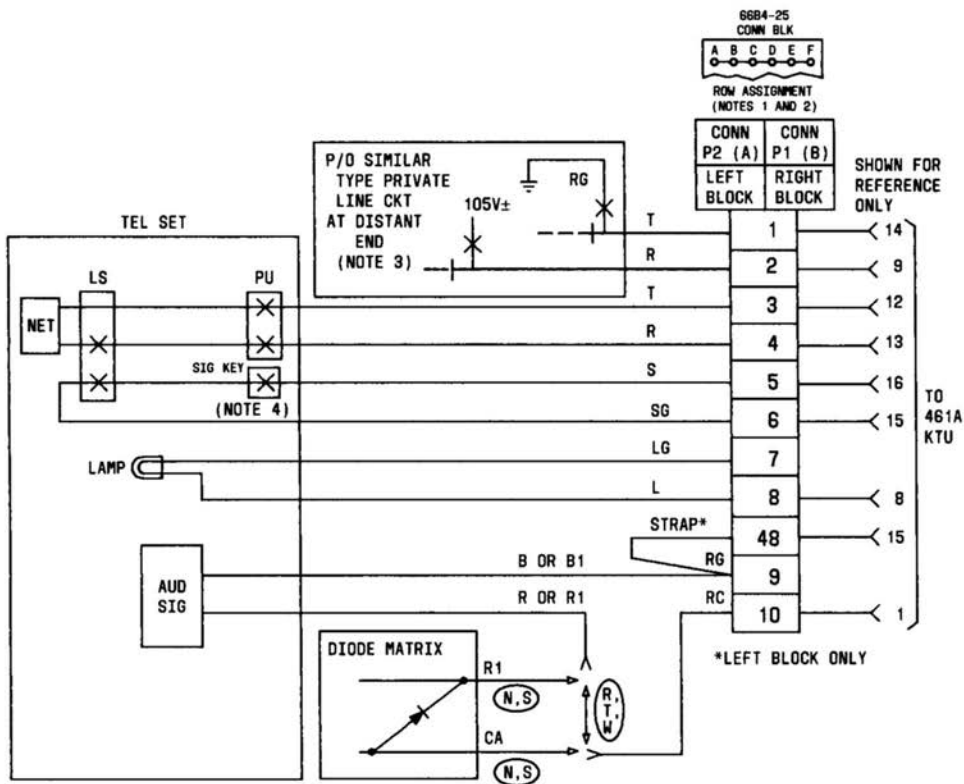 66B4-25
CONN BLK
A B C D E F
ROW ASSIGNMENT
(NOTES 1 AND 2)
CONN
P2 (A)
CONN
P1 (B)
LEFT
BLOCK
RIGHT
BLOCK
SHOWN FOR
REFERENCE
ONLY
P/O SIMILAR
TYPE PRIVATE
LINE CKT
AT DISTANT
END
(NOTE 3)
105V±
RG
TEL SET
LS
PU
NET
SIG KEY
(NOTE 4)
LAMP
AUD
SIG
T 1 14
R 2 9
T 3 12
R 4 13
S 5 16
SG 6 15
LG 7
L 8 8
STRAP* 48 15
B OR B1 RG 9
R OR R1 RC 10 1
TO
461A
KTU
*LEFT BLOCK ONLY
DIODE MATRIX
R1
N,S
R,
T,
W
CA
N,S